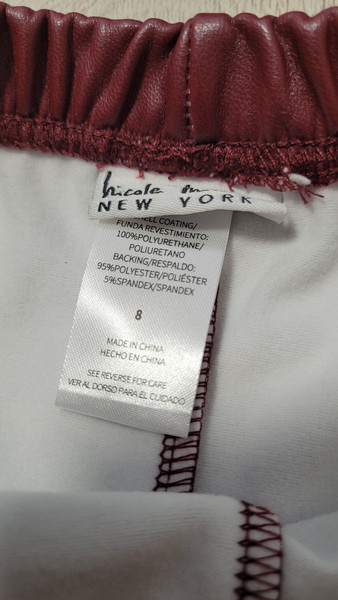 nicole
NEW YORK
COATING/
FUNDA REVESTIMIENTO:
100%POLYURETHANE/
POLIURETANO
BACKING/RESPALDO:
95%POLYESTER/POLIÉSTER
5%SPANDEX/SPANDEX
8
MADE IN CHINA
HECHO EN CHINA
SEE REVERSE FOR CARE
VER AL DORSO PARA EL CUIDADO